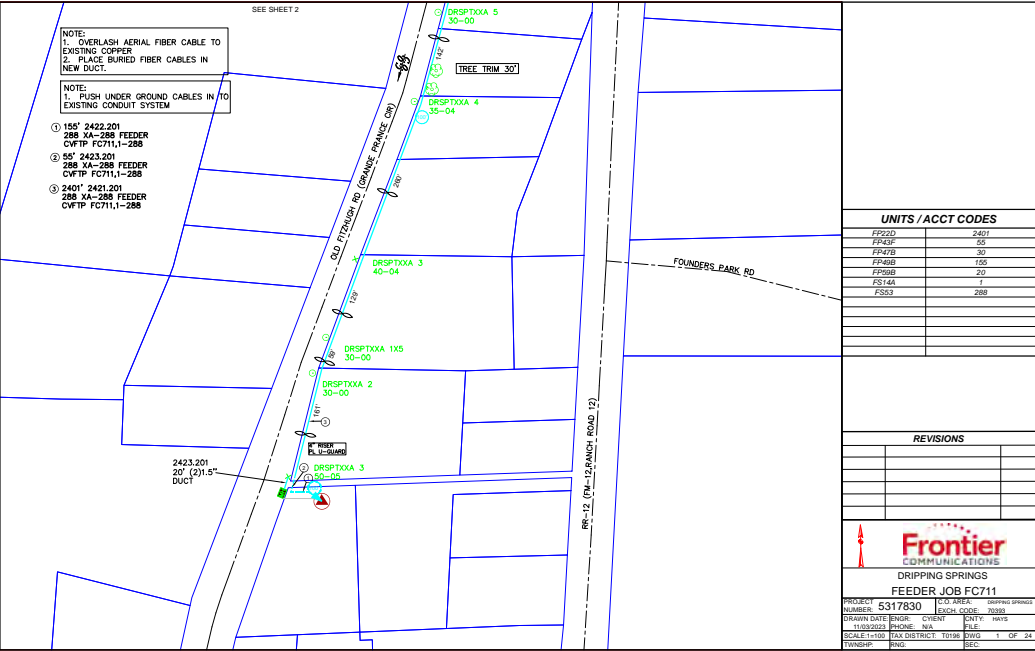 SEE SHEET 2
NOTE:
1. OVERLASH AERIAL FIBER CABLE TO
EXISTING COPPER
2. PLACE BURIED FIBER CABLES IN
NEW DUCT.
NOTE:
1. PUSH UNDER GROUND CABLES IN TO
EXISTING CONDUIT SYSTEM
1 155' 2422.201
288 XA-288 FEEDER
CVFTP FC711,1-288
2 55' 2423.201
288 XA-288 FEEDER
CVFTP FC711,1-288
3 2401' 2421.201
288 XA-288 FEEDER
CVFTP FC711,1-288
DRSPTXXA 5
30-00
142'
TREE TRIM 30'
DRSPTXXA 4
35-04
OLD FITZHUGH RD (GRANDE PRANCE CIR)
260'
DRSPTXXA 3
40-04
129'
DRSPTXXA 1X5
30-00
DRSPTXXA 2
30-00
161'
3
4" RISER
PL U-GUARD
2
DRSPTXXA 3
50-05
1
2423.201
20' (2)1.5"
DUCT
FOUNDERS PARK RD
RR-12 (FM-12,RANCH ROAD 12)
UNITS / ACCT CODES
FP22D 2401
FP43F 55
FP47B 30
FP49B 155
FP59B 20
FS14A 1
FS53 288
REVISIONS
Frontier
COMMUNICATIONS
DRIPPING SPRINGS
FEEDER JOB FC711
PROJECT NUMBER: 5317830 C.O. AREA: DRIPPING SPRINGS
EXCH. CODE: 70393
DRAWN DATE: ENGR: CYIENT CNTY: HAYS
11/03/2023 PHONE: N/A FILE:
SCALE:1=100 TAX DISTRICT: T0196 DWG 1 OF 24
TWNSHP: RNG: SEC: